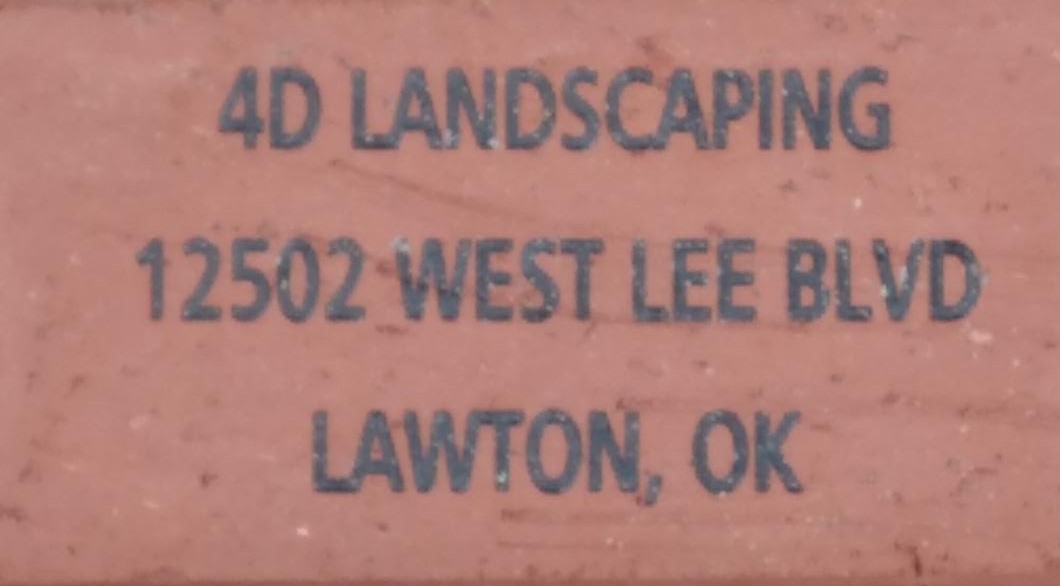 4D LANDSCAPING
12502 WEST LEE BLVD
LAWTON, OK